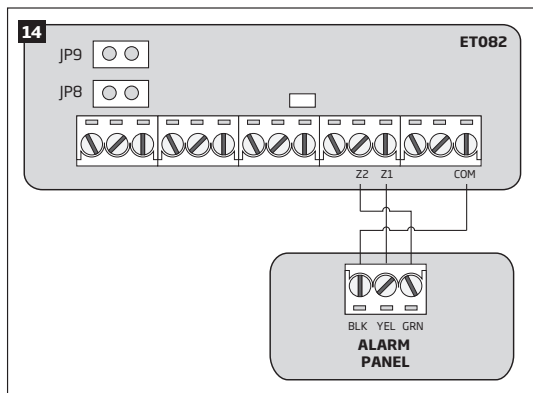 14
ET082
JP9
JP8
Z2 Z1 COM
BLK YEL GRN
ALARM
PANEL